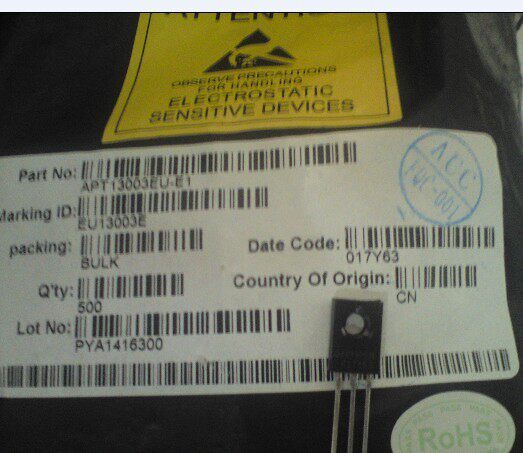 ATTENTION
OBSERVE PRECAUTIONS
FOR HANDLING
ELECTROSTATIC
SENSITIVE DEVICES
Part No:
APT13003EU-E1
Marking ID:
EU13003E
packing:
BULK
Date Code:
017Y63
Q'ty:
500
Country Of Origin:
CN
Lot No:
PYA1416300
AUC
RoHS